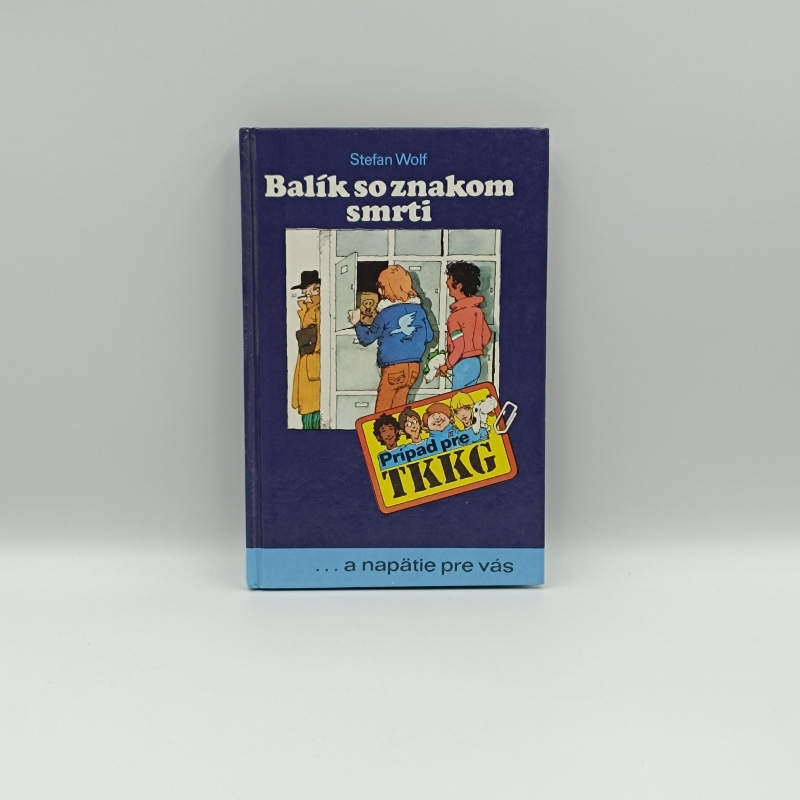 Stefan Wolf
Balík so znakom
smrti
Prípad pre
TKKG
... a napätie pre vás